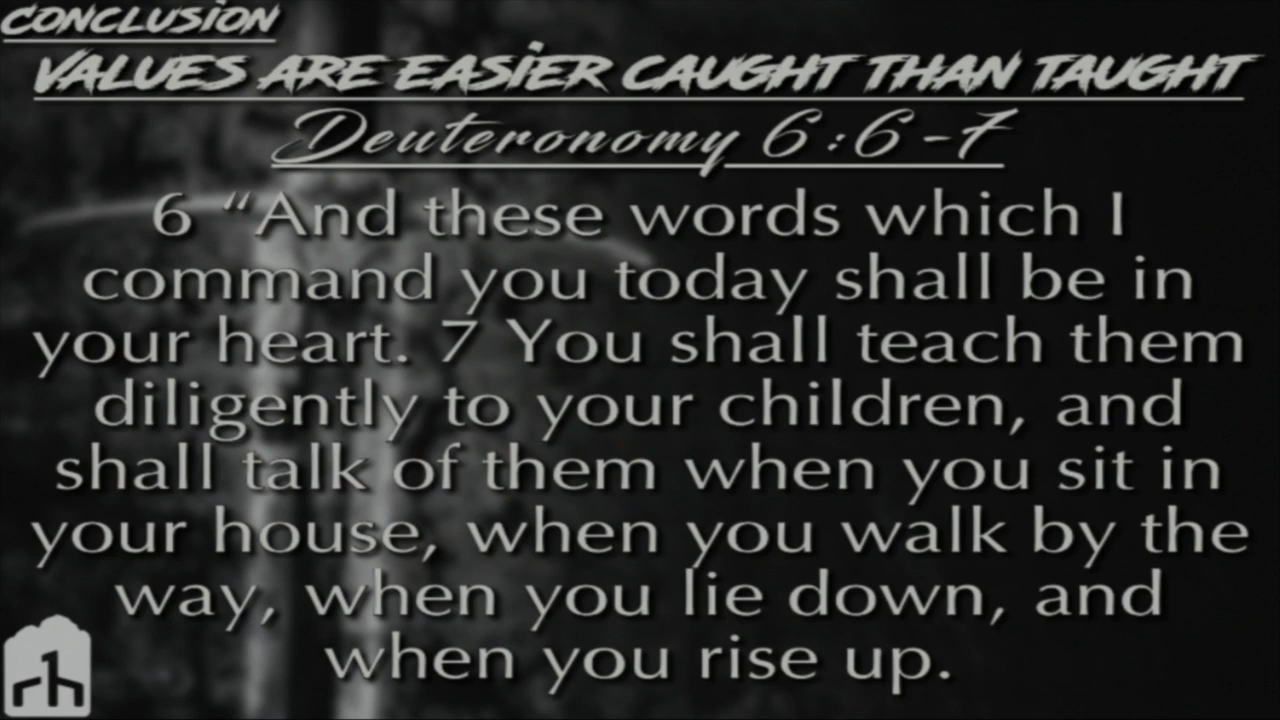 CONCLUSION
VALUES ARE EASIER CAUGHT THAN TAUGHT
Deuteronomy 6:6-7
6 “And these words which I
command you today shall be in
your heart. 7 You shall teach them
diligently to your children, and
shall talk of them when you sit in
your house, when you walk by the
way, when you lie down, and
when you rise up.